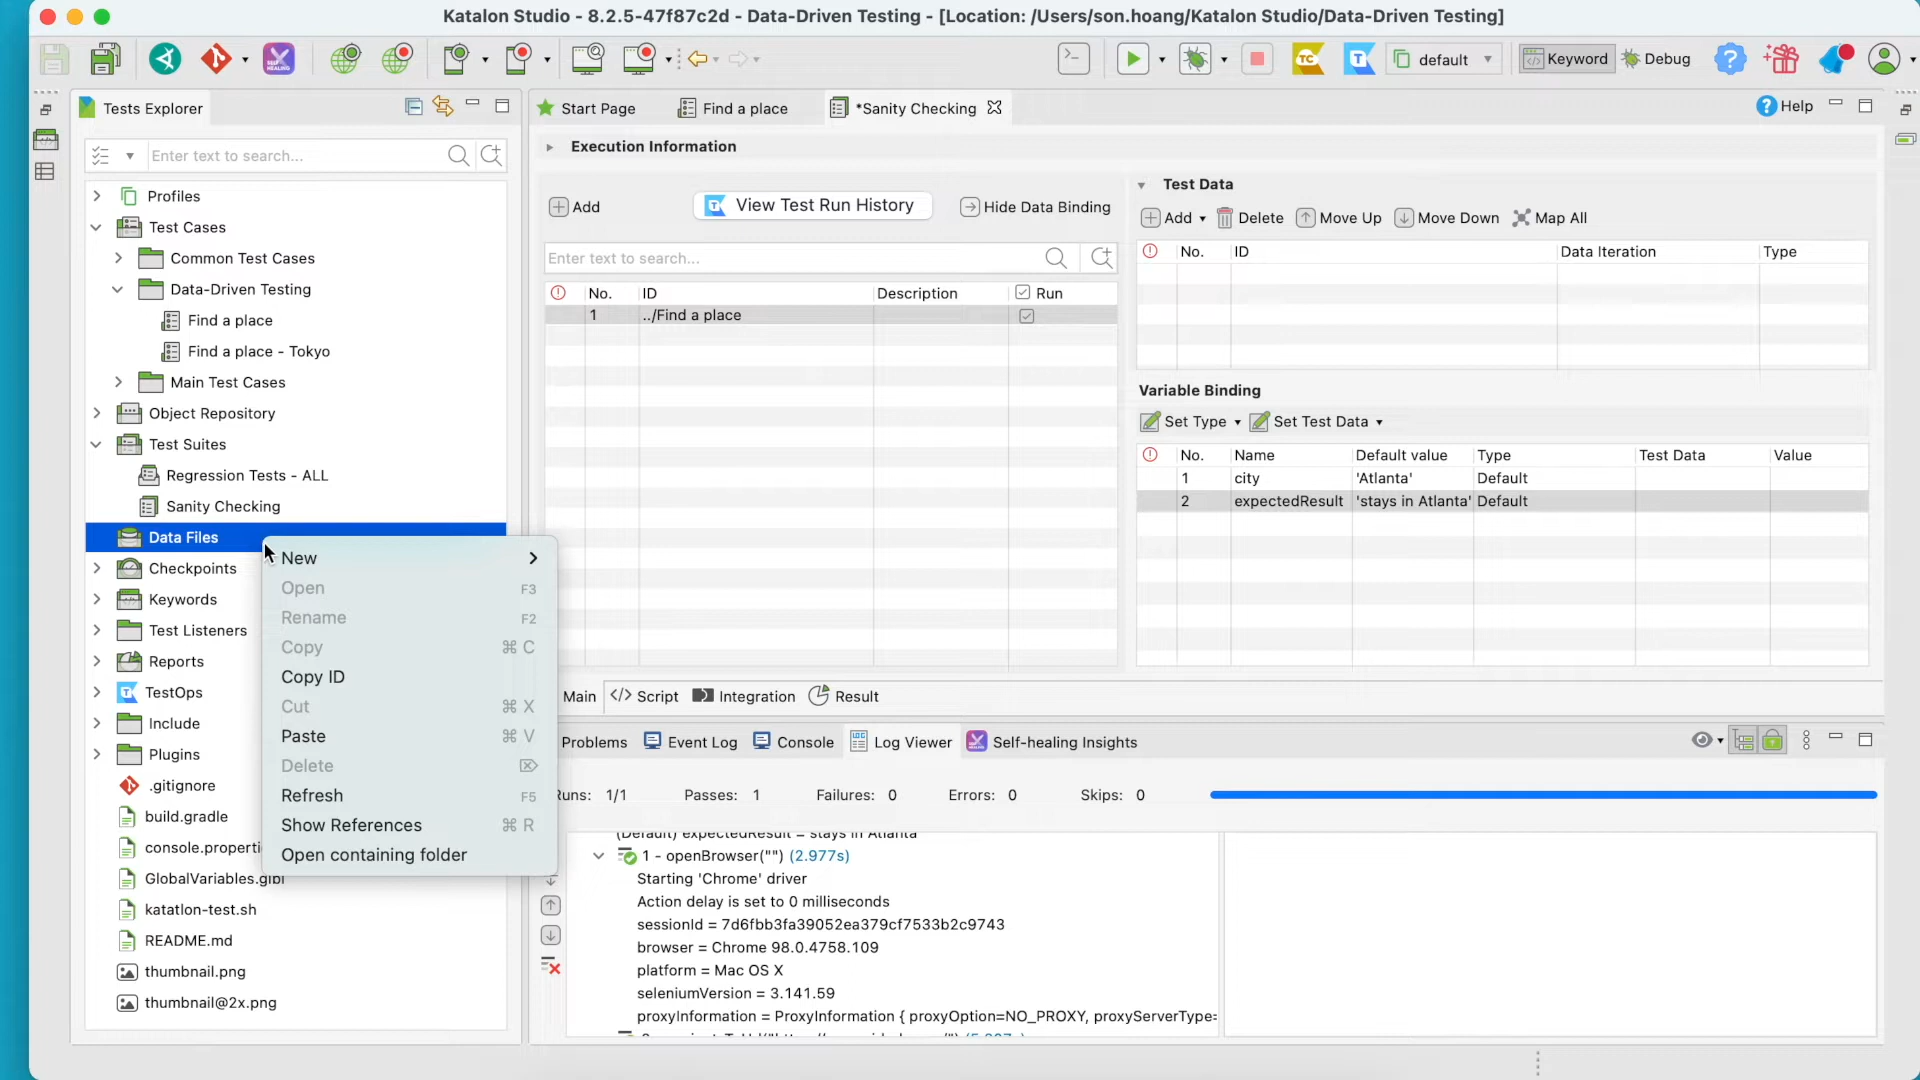 Katalon Studio - 8.2.5-47f87c2d - Data-Driven Testing - [Location: /Users/son.hoang/Katalon Studio/Data-Driven Testing]
default
Keyword
Debug
Tests Explorer
Start Page
Find a place
*Sanity Checking
Help
Enter text to search...
Profiles
Test Cases
Common Test Cases
Data-Driven Testing
Find a place
Find a place - Tokyo
Main Test Cases
Object Repository
Test Suites
Regression Tests - ALL
Sanity Checking
Data Files
Checkpoints
Keywords
Test Listeners
Reports
TestOps
Include
Plugins
.gitignore
build.gradle
console.properti
GlobalVariables.glbl
katatlon-test.sh
README.md
thumbnail.png
thumbnail@2x.png
New
Open F3
Rename F2
Copy ⌘ C
Copy ID
Cut ⌘ X
Paste ⌘ V
Delete ⌦
Refresh F5
Show References ⌘ R
Open containing folder
Execution Information
Add
View Test Run History
Hide Data Binding
Enter text to search...
No. ID Description Run
1 ../Find a place
Test Data
Add Delete Move Up Move Down Map All
No. ID Data Iteration Type
Variable Binding
Set Type Set Test Data
No. Name Default value Type Test Data Value
1 city 'Atlanta' Default
2 expectedResult 'stays in Atlanta' Default
Main Script Integration Result
Problems Event Log Console Log Viewer Self-healing Insights
Runs: 1/1 Passes: 1 Failures: 0 Errors: 0 Skips: 0
(Default) expectedResult = stays in Atlanta
1 - openBrowser("") (2.977s)
Starting 'Chrome' driver
Action delay is set to 0 milliseconds
sessionId = 7d6fbb3fa39052ea379cf7533b2c9743
browser = Chrome 98.0.4758.109
platform = Mac OS X
seleniumVersion = 3.141.59
proxyInformation = ProxyInformation { proxyOption=NO_PROXY, proxyServerType=